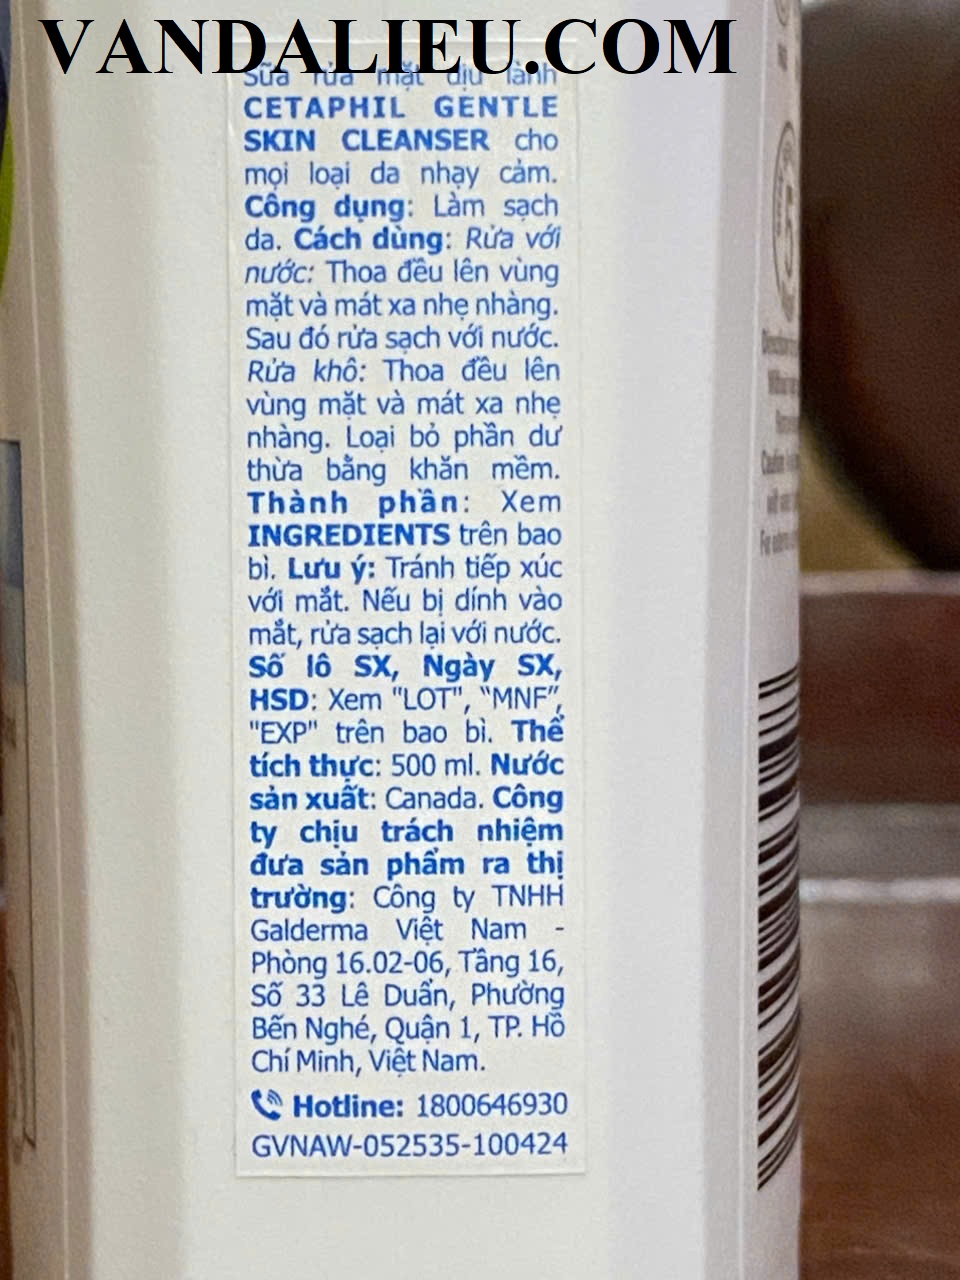 VANDALIEU.COM
Sữa rửa mặt dịu lành
CETAPHIL GENTLE
SKIN CLEANSER cho
mọi loại da nhạy cảm.
Công dụng: Làm sạch
da. Cách dùng: Rửa với
nước: Thoa đều lên vùng
mặt và mát xa nhẹ nhàng.
Sau đó rửa sạch với nước.
Rửa khô: Thoa đều lên
vùng mặt và mát xa nhẹ
nhàng. Loại bỏ phần dư
thừa bằng khăn mềm.
Thành phần: Xem
INGREDIENTS trên bao
bì. Lưu ý: Tránh tiếp xúc
với mắt. Nếu bị dính vào
mắt, rửa sạch lại với nước.
Số lô SX, Ngày SX,
HSD: Xem "LOT", “MNF”,
"EXP" trên bao bì. Thể
tích thực: 500 ml. Nước
sản xuất: Canada. Công
ty chịu trách nhiệm
đưa sản phẩm ra thị
trường: Công ty TNHH
Galderma Việt Nam -
Phòng 16.02-06, Tầng 16,
Số 33 Lê Duẩn, Phường
Bến Nghé, Quận 1, TP. Hồ
Chí Minh, Việt Nam.
Hotline: 1800646930
GVNAW-052535-100424